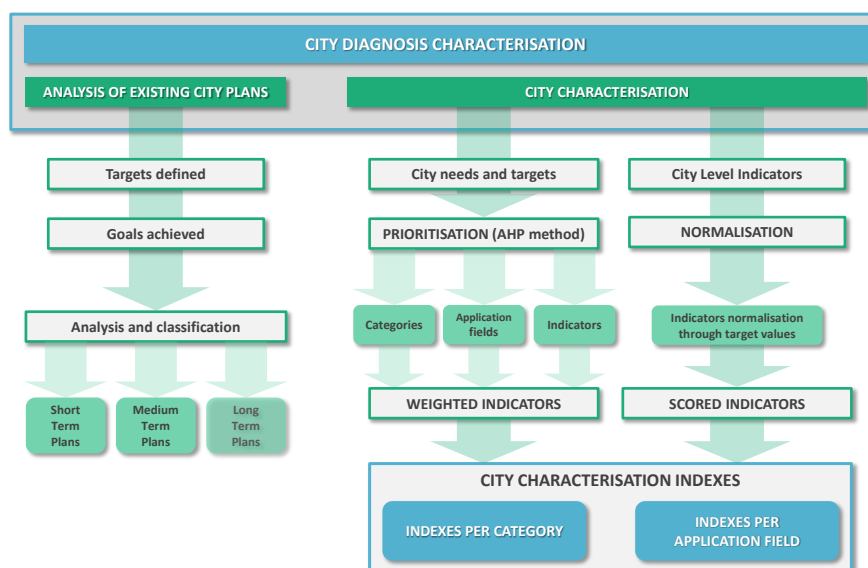 CITY DIAGNOSIS CHARACTERISATION
ANALYSIS OF EXISTING CITY PLANS
CITY CHARACTERISATION
Targets defined
City needs and targets
City Level Indicators
Goals achieved
PRIORITISATION (AHP method)
NORMALISATION
Categories
Application
fields
Indicators
Indicators normalisation
through target values
Analysis and classification
WEIGHTED INDICATORS
SCORED INDICATORS
Short
Term
Plans
Medium
Term
Plans
Long
Term
Plans
CITY CHARACTERISATION INDEXES
INDEXES PER CATEGORY
INDEXES PER
APPLICATION FIELD